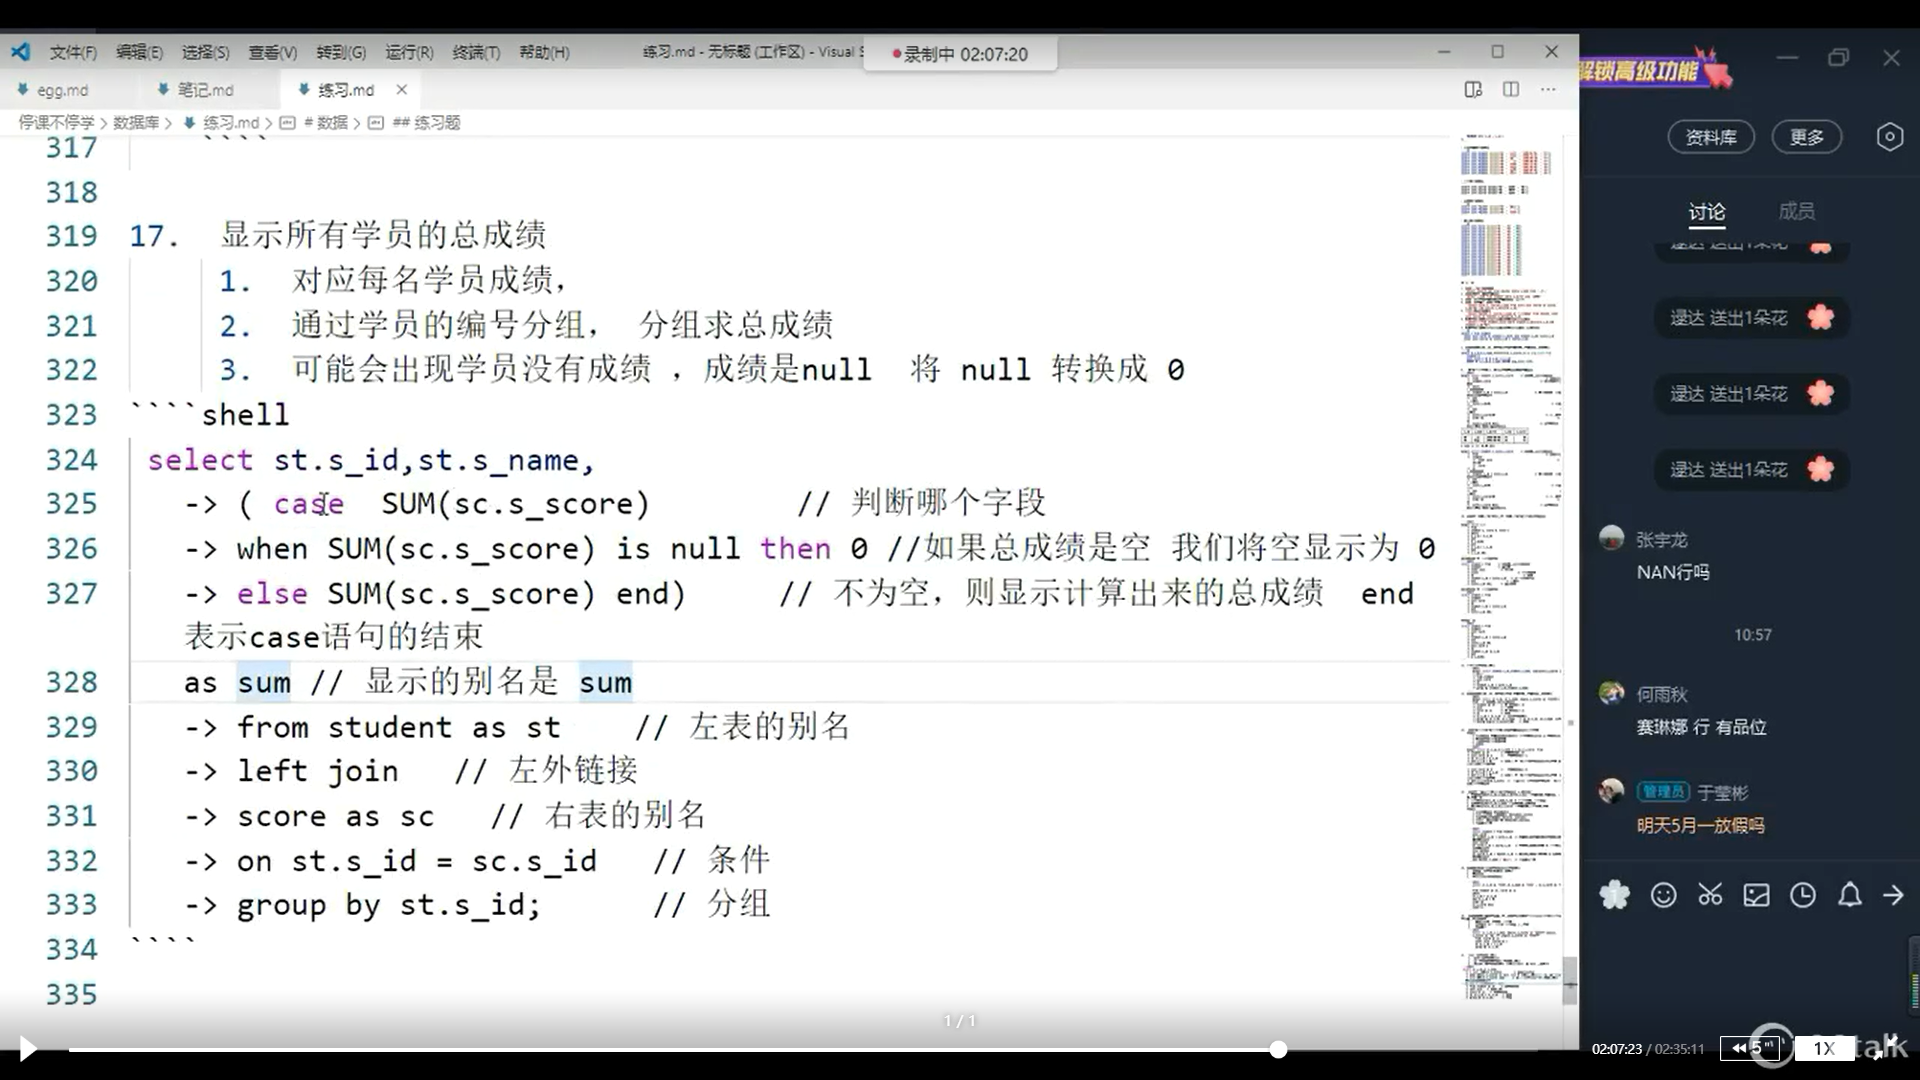 文件(F) 编辑(E) 选择(S) 查看(V) 转到(G) 运行(R) 终端(T) 帮助(H) 练习.md - 无标题 (工作区) - Visual S
录制中 02:07:20
解锁高级功能
egg.md 笔记.md 练习.md
停课不停学 > 数据库 > 练习.md > # 数据 > ## 练习题
资料库 更多
讨论 成员
317 ````
318
319 17. 显示所有学员的总成绩
320 1. 对应每名学员成绩，
321 2. 通过学员的编号分组， 分组求总成绩
322 3. 可能会出现学员没有成绩 ，成绩是null 将 null 转换成 0
323 ````shell
324 select st.s_id,st.s_name,
325 -> ( case SUM(sc.s_score) // 判断哪个字段
326 -> when SUM(sc.s_score) is null then 0 //如果总成绩是空 我们将空显示为 0
327 -> else SUM(sc.s_score) end) // 不为空，则显示计算出来的总成绩 end
表示case语句的结束
328 as sum // 显示的别名是 sum
329 -> from student as st // 左表的别名
330 -> left join // 左外链接
331 -> score as sc // 右表的别名
332 -> on st.s_id = sc.s_id // 条件
333 -> group by st.s_id; // 分组
334 ````
335
逯达 送出1朵花
逯达 送出1朵花
逯达 送出1朵花
逯达 送出1朵花
张宇龙
NAN行吗
10:57
何雨秋
赛琳娜 行 有品位
管理员 于莹彬
明天5月一放假吗
1 / 1
02:07:23 / 02:35:11 5" 1X talk